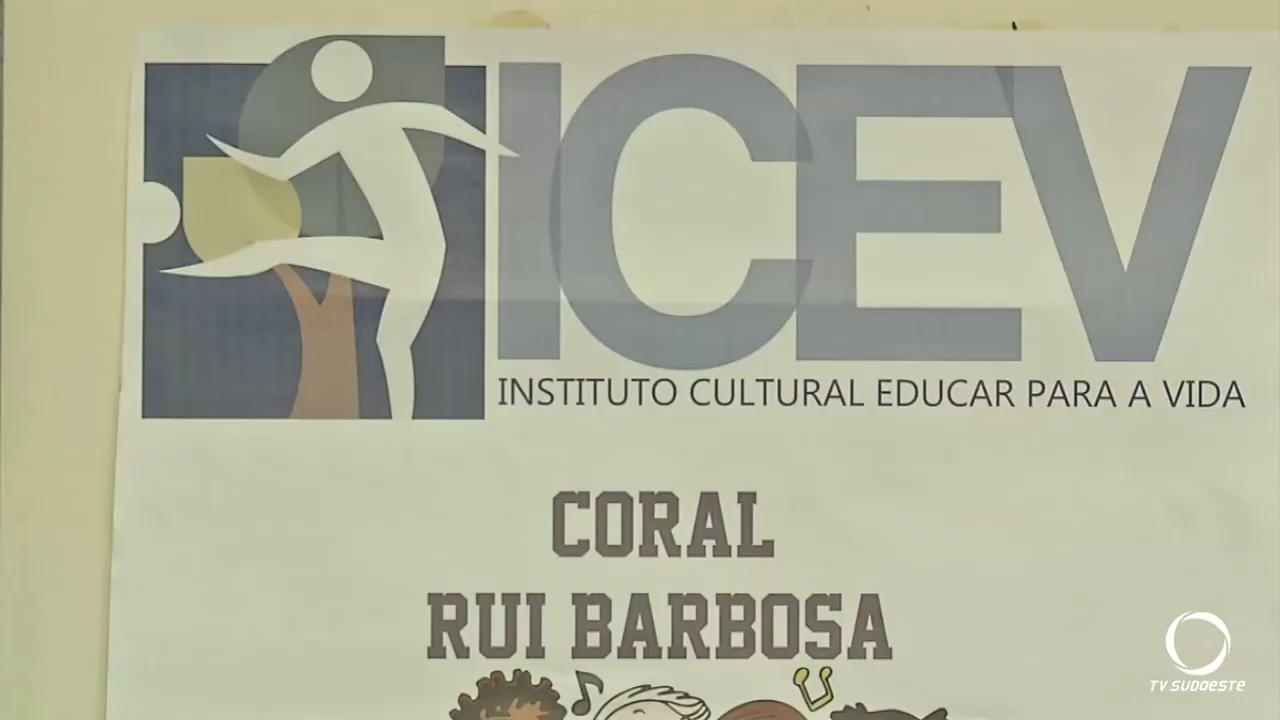 ICEV
INSTITUTO CULTURAL EDUCAR PARA A VIDA
CORAL
RUI BARBOSA
TV SUDOESTE